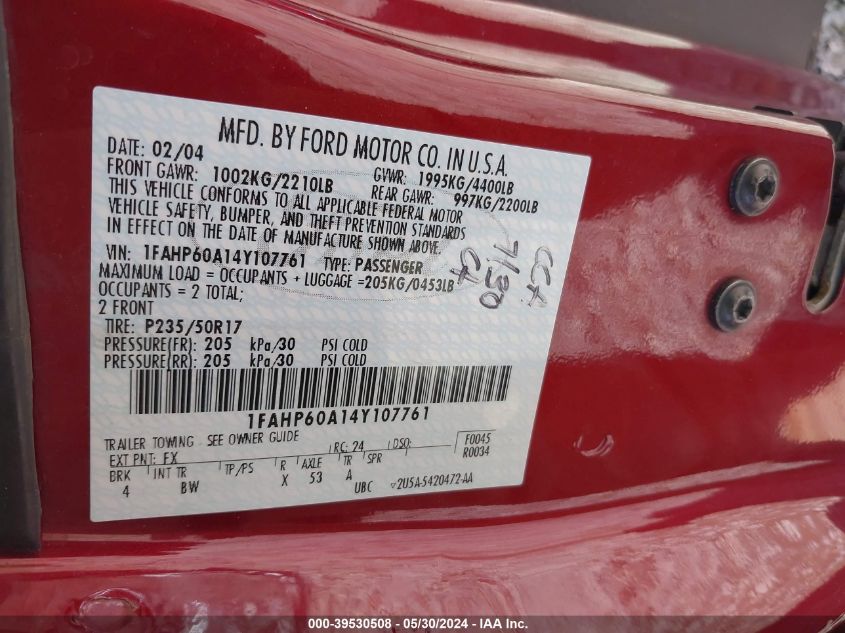 MFD. BY FORD MOTOR CO. IN U.S.A.
DATE: 02/04 GVWR: 1995KG/4400LB
FRONT GAWR: 1002KG/2210LB REAR GAWR: 997KG/2200LB
THIS VEHICLE CONFORMS TO ALL APPLICABLE FEDERAL MOTOR
VEHICLE SAFETY, BUMPER, AND THEFT PREVENTION STANDARDS
IN EFFECT ON THE DATE OF MANUFACTURE SHOWN ABOVE.
VIN: 1FAHP60A14Y107761 TYPE: PASSENGER
MAXIMUM LOAD = OCCUPANTS + LUGGAGE =205KG/0453LB
OCCUPANTS = 2 TOTAL;
2 FRONT
TIRE: P235/50R17
PRESSURE(FR): 205 kPa/30 PSI COLD
PRESSURE(RR): 205 kPa/30 PSI COLD
1FAHP60A14Y107761
TRAILER TOWING - SEE OWNER GUIDE
EXT PNT: FX RC: 24 DSO: F0045
R0034
BRK INT TR TP/PS R AXLE TR SPR
4 BW X 53 A
UBC 2U5A-5420472-AA
7130
000-39530508 - 05/30/2024 - IAA Inc.